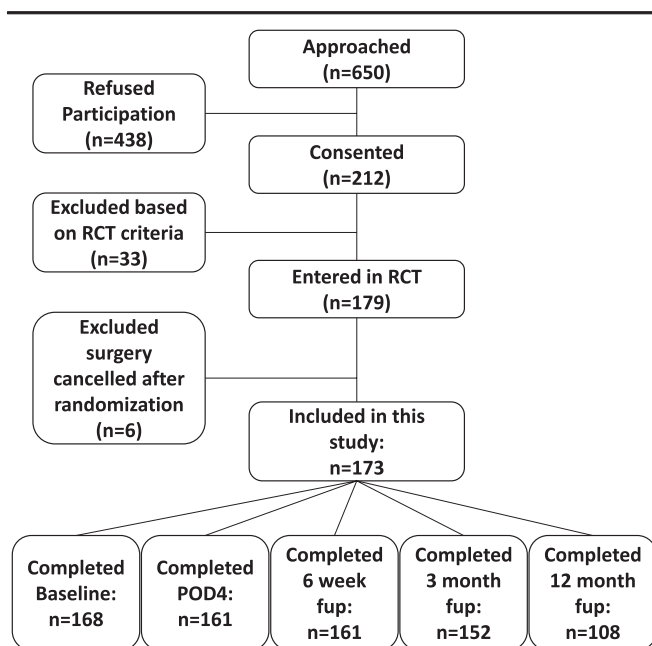 Approached
(n=650)
Refused
Participation
(n=438)
Consented
(n=212)
Excluded based
on RCT criteria
(n=33)
Entered in RCT
(n=179)
Excluded
surgery
cancelled after
randomization
(n=6)
Included in this
study:
n=173
Completed
Baseline:
n=168
Completed
POD4:
n=161
Completed
6 week
fup:
n=161
Completed
3 month
fup:
n=152
Completed
12 month
fup:
n=108